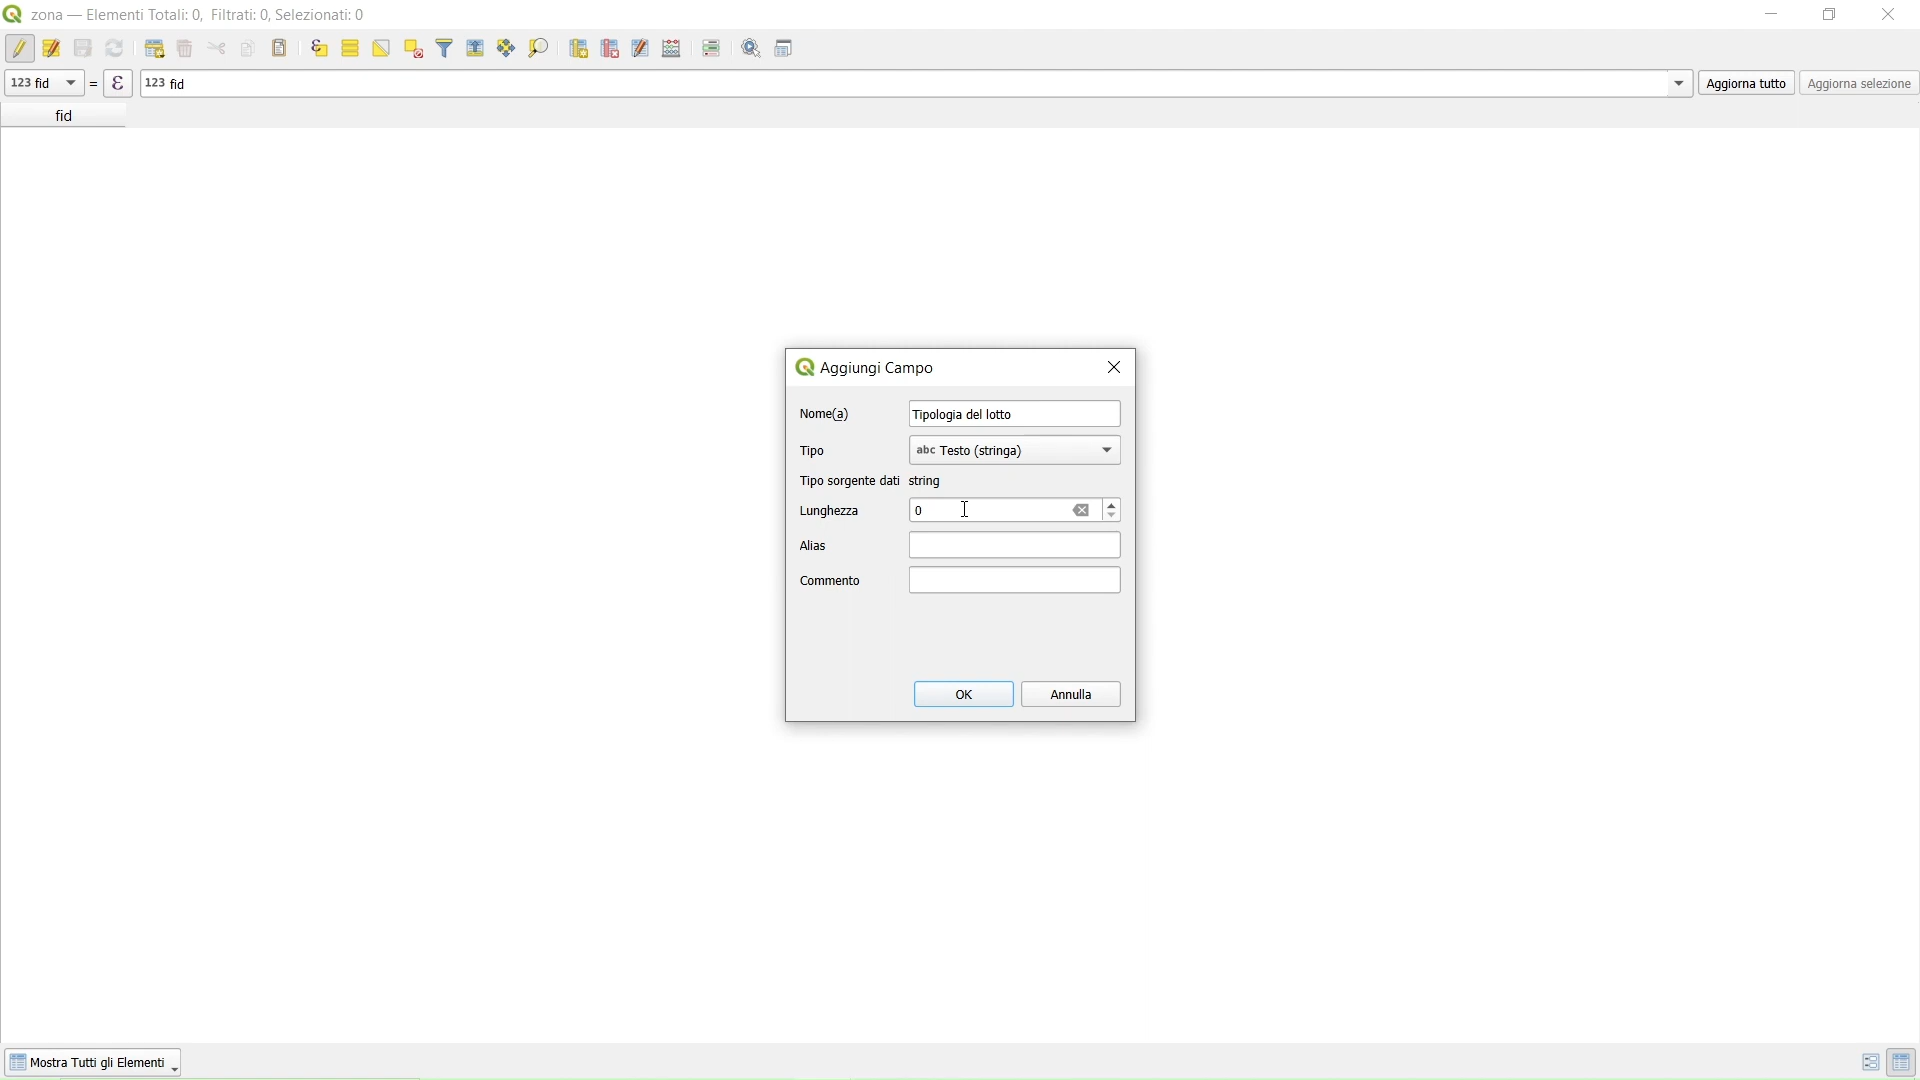 zona — Elementi Totali: 0, Filtrati: 0, Selezionati: 0
123 fid = ε 123 fid Aggiorna tutto Aggiorna selezione
fid
Aggiungi Campo
Nome(a) Tipologia del lotto
Tipo abc Testo (stringa)
Tipo sorgente dati string
Lunghezza 0
Alias
Commento
OK Annulla
Mostra Tutti gli Elementi